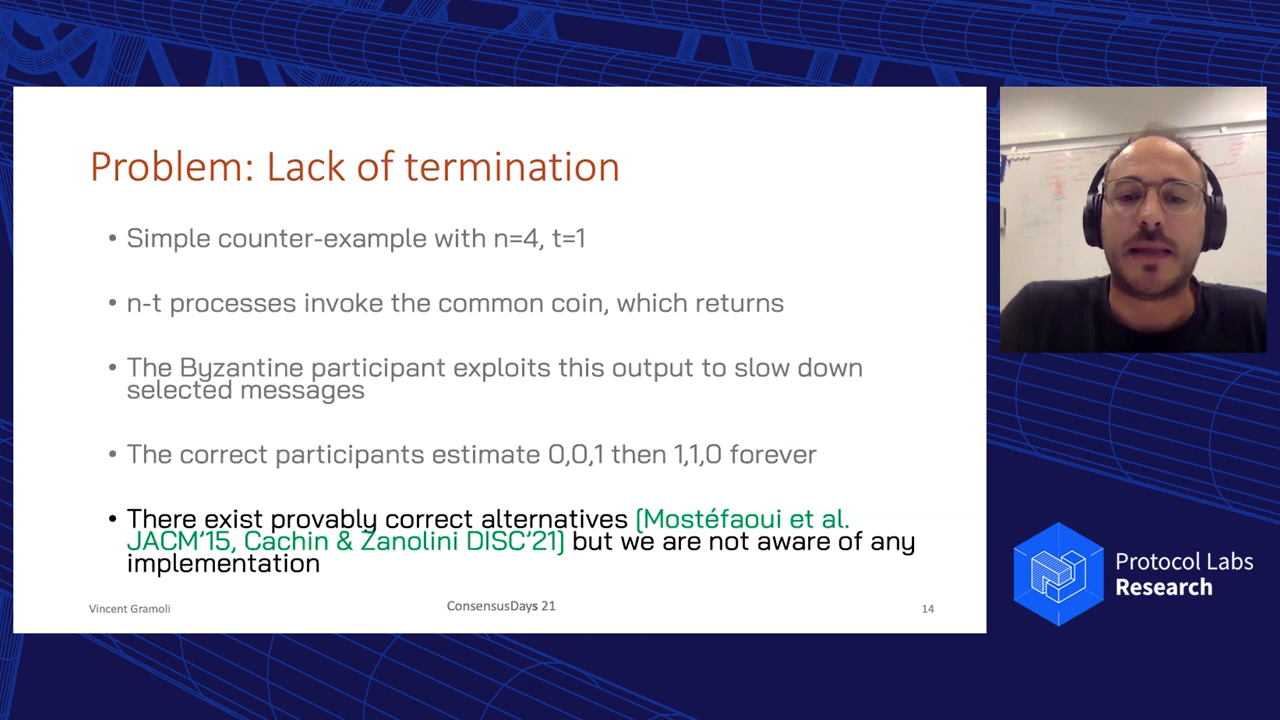 Problem: Lack of termination
• Simple counter-example with n=4, t=1
• n-t processes invoke the common coin, which returns
• The Byzantine participant exploits this output to slow down
selected messages
• The correct participants estimate 0,0,1 then 1,1,0 forever
• There exist provably correct alternatives [Mostéfaoui et al.
JACM'15, Cachin & Zanolini DISC'21] but we are not aware of any
implementation
Vincent Gramoli
ConsensusDays 21
14
Protocol Labs
Research